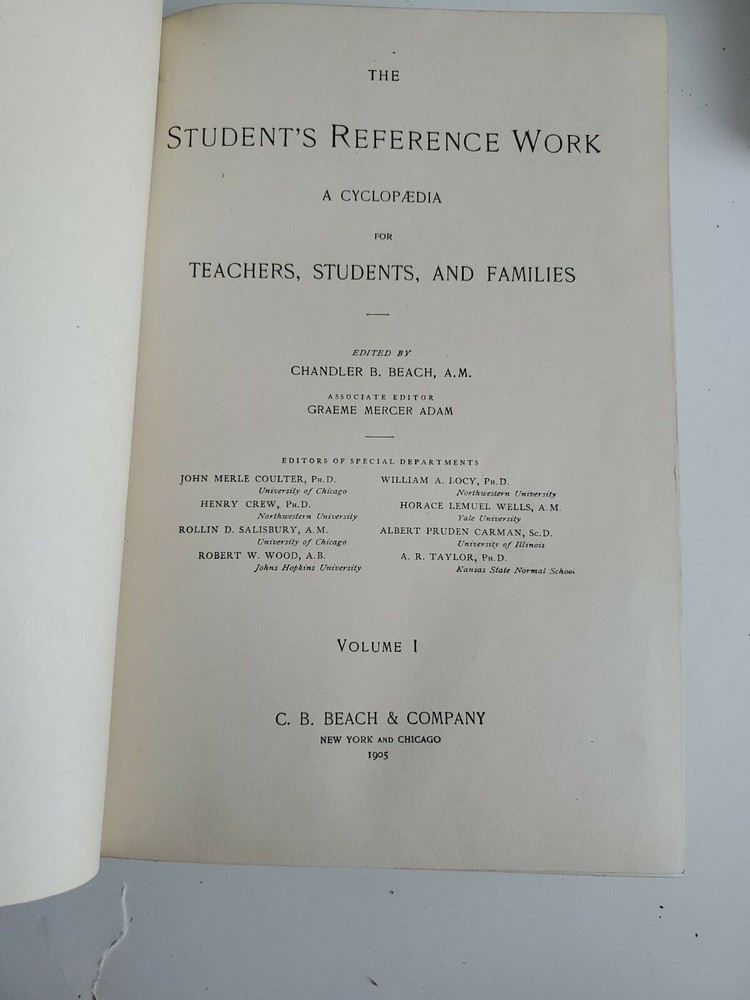 THE
STUDENT'S REFERENCE WORK
A CYCLOPÆDIA
FOR
TEACHERS, STUDENTS, AND FAMILIES
EDITED BY
CHANDLER B. BEACH, A.M.
ASSOCIATE EDITOR
GRAEME MERCER ADAM
EDITORS OF SPECIAL DEPARTMENTS
JOHN MERLE COULTER, PH.D.
University of Chicago
HENRY CREW, PH.D.
Northwestern University
ROLLIN D. SALISBURY, A.M.
University of Chicago
ROBERT W. WOOD, A.B.
Johns Hopkins University
WILLIAM A. LOCY, PH.D.
Northwestern University
HORACE LEMUEL WELLS, A.M.
Yale University
ALBERT PRUDEN CARMAN, Sc.D.
University of Illinois
A. R. TAYLOR, PH.D.
Kansas State Normal School
VOLUME I
C. B. BEACH & COMPANY
NEW YORK AND CHICAGO
1905